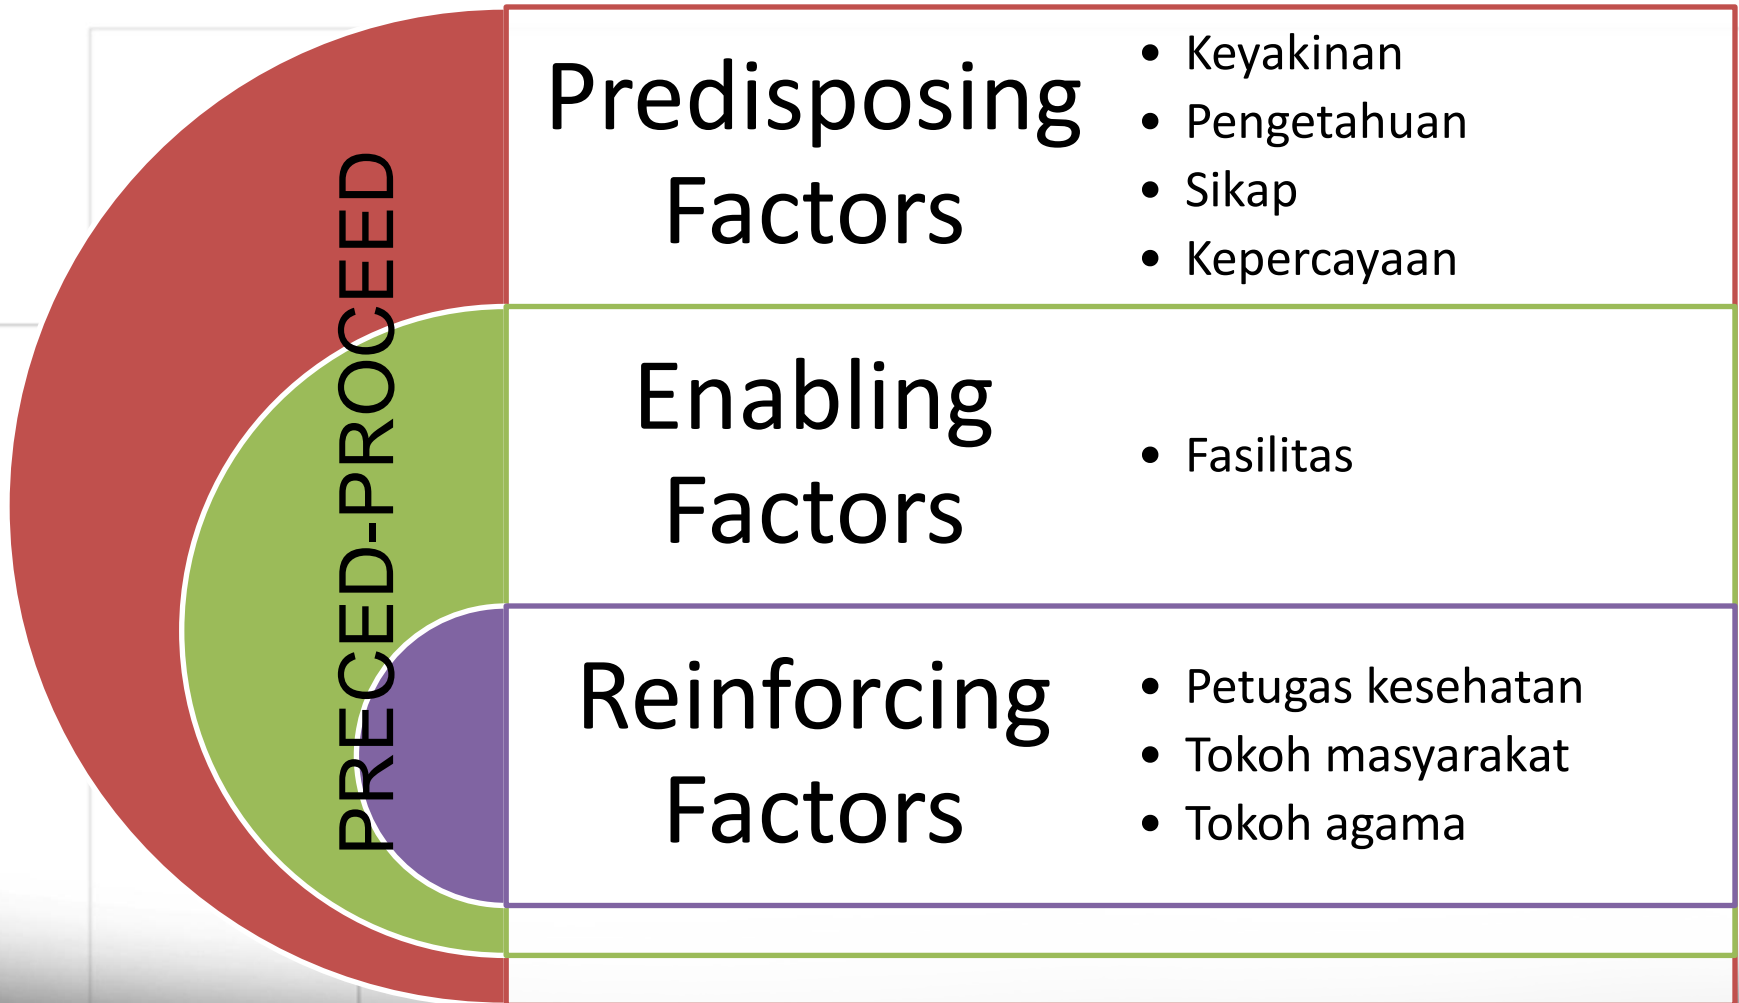 PRECED-PROCEED
Predisposing
Factors
• Keyakinan
• Pengetahuan
• Sikap
• Kepercayaan
Enabling
Factors
• Fasilitas
Reinforcing
Factors
• Petugas kesehatan
• Tokoh masyarakat
• Tokoh agama